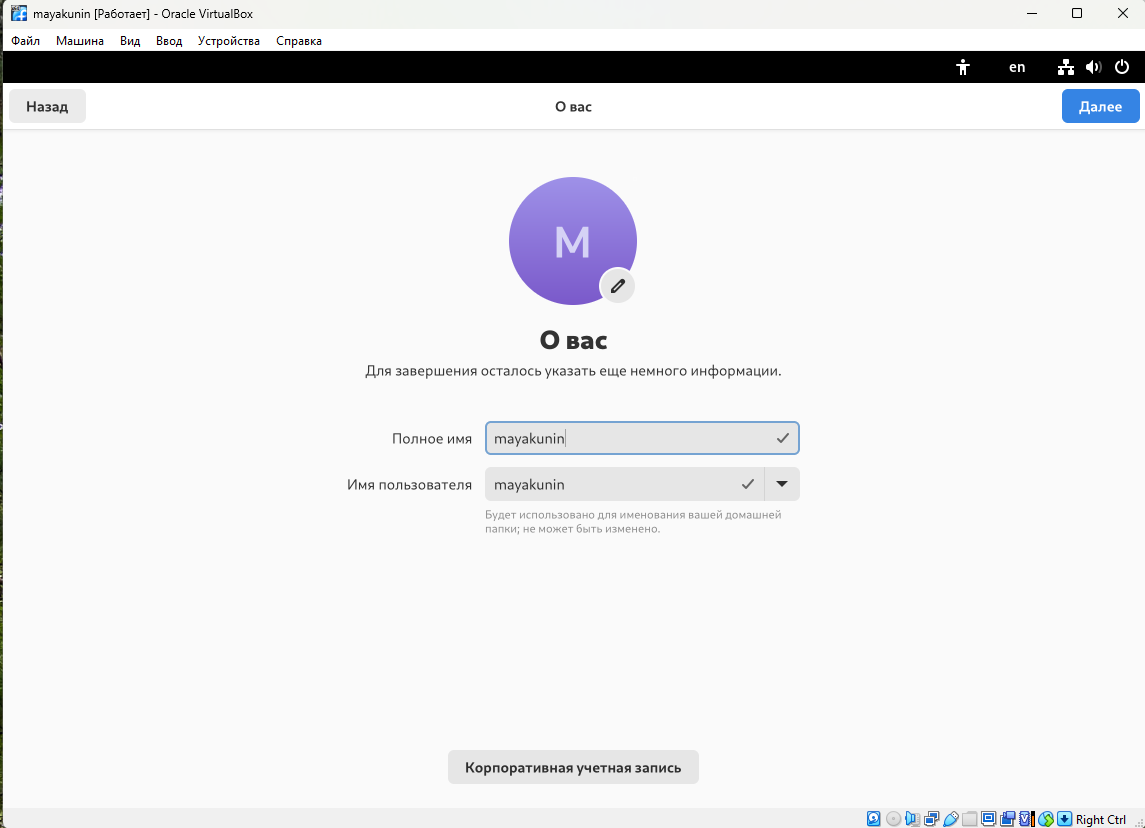 mayakunin [Работает] - Oracle VirtualBox
Файл Машина Вид Ввод Устройства Справка
en
Назад О вас Далее
M
О вас
Для завершения осталось указать еще немного информации.
Полное имя mayakunin
Имя пользователя mayakunin
Будет использовано для именования вашей домашней
папки; не может быть изменено.
Корпоративная учетная запись
Right Ctrl